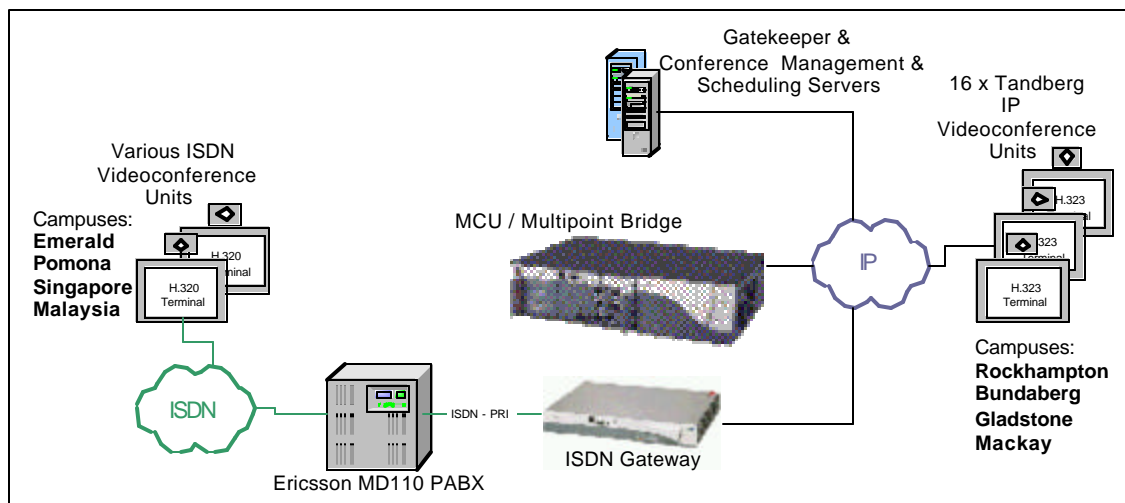 Gatekeeper &
Conference Management &
Scheduling Servers
16 x Tandberg
IP
Videoconference
Units
Various ISDN
Videoconference
Units
Campuses:
Emerald
Pomona
Singapore
Malaysia
H.320
Terminal
H.320
Terminal
MCU / Multipoint Bridge
IP
H.323
Terminal
H.323
Terminal
H.323
Terminal
ISDN
ISDN - PRI
Ericsson MD110 PABX
ISDN Gateway
Campuses:
Rockhampton
Bundaberg
Gladstone
Mackay